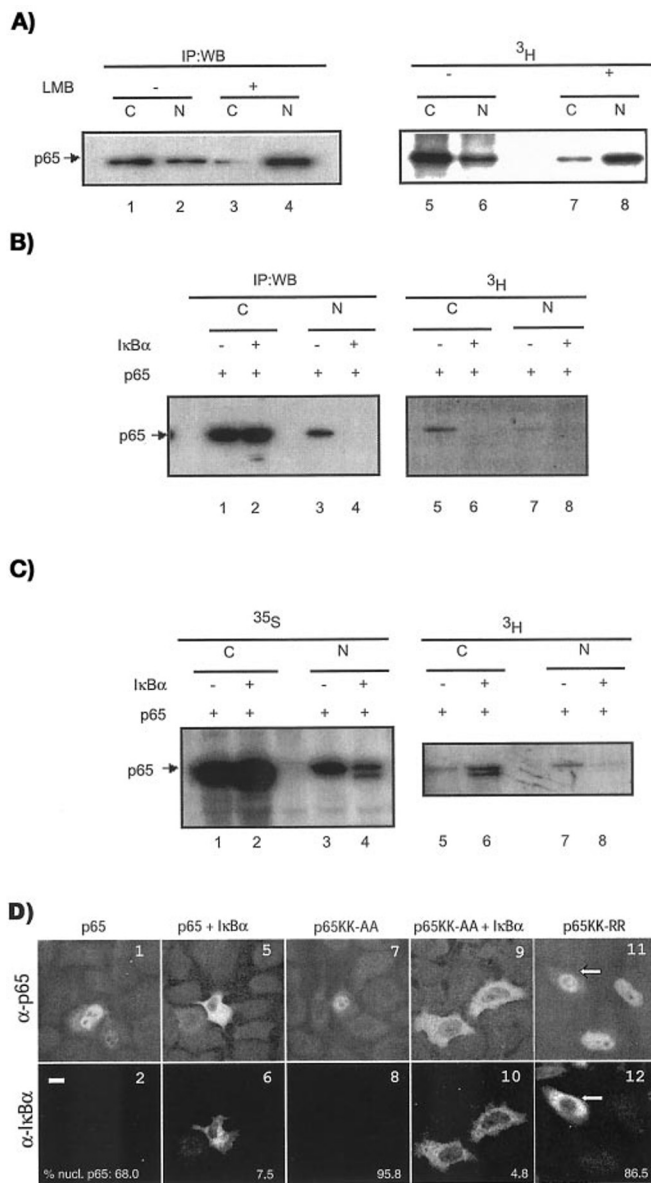 A)
IP:WB ³H
LMB - + - +
C N C N C N C N
p65
1 2 3 4 5 6 7 8
B)
IP:WB ³H
C N C N
IκBα - + - + - + - +
p65 + + + + + + + +
p65
1 2 3 4 5 6 7 8
C)
³⁵S ³H
C N C N
IκBα - + - + - + - +
p65 + + + + + + + +
p65
1 2 3 4 5 6 7 8
D)
p65 p65 + IκBα p65KK-AA p65KK-AA + IκBα p65KK-RR
α-p65
1 5 7 9 11
α-IκBα
2 6 8 10 12
% nucl. p65: 68.0 7.5 95.8 4.8 86.5